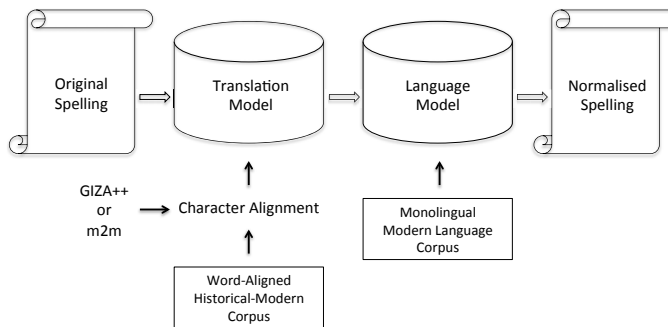 Original
Spelling
Translation
Model
Language
Model
Normalised
Spelling
GIZA++
or
m2m
Character Alignment
Monolingual
Modern Language
Corpus
Word-Aligned
Historical-Modern
Corpus